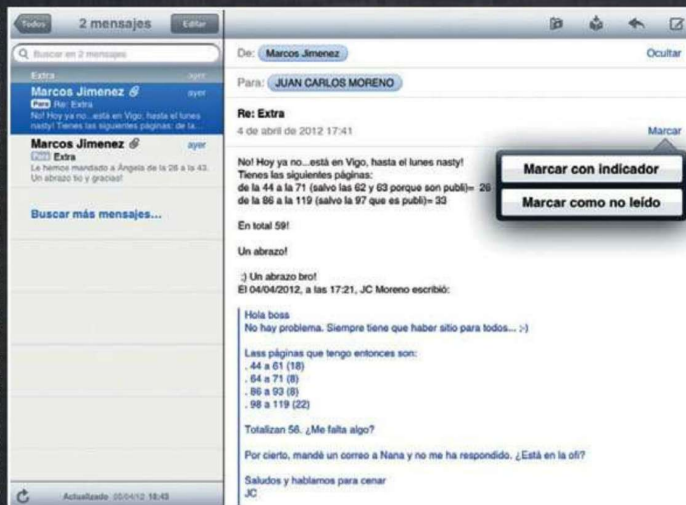 Todos
2 mensajes
Editar
Buscar en 2 mensajes
Extra ayer
Marcos Jimenez ayer
Para Re: Extra
No! Hoy ya no...está en Vigo, hasta el lunes
nasty! Tienes las siguientes páginas: de la...
Marcos Jimenez ayer
Para Extra
Le hemos mandado a Ángela de la 28 a la 43.
Un abrazo tio y gracias!
Buscar más mensajes...
Actualizado 05/04/12 18:43
De: Marcos Jimenez
Ocultar
Para: JUAN CARLOS MORENO
Re: Extra
4 de abril de 2012 17:41
Marcar
Marcar con indicador
Marcar como no leído
No! Hoy ya no...está en Vigo, hasta el lunes nasty!
Tienes las siguientes páginas:
de la 44 a la 71 (salvo las 62 y 63 porque son publi)= 26
de la 86 a la 119 (salvo la 97 que es publi)= 33
En total 59!
Un abrazo!
;) Un abrazo bro!
El 04/04/2012, a las 17:21, JC Moreno escribió:
Hola boss
No hay problema. Siempre tiene que haber sitio para todos... ;-)
Lass páginas que tengo entonces son:
. 44 a 61 (18)
. 64 a 71 (8)
. 86 a 93 (8)
. 98 a 119 (22)
Totalizan 56. ¿Me falta algo?
Por cierto, mandé un correo a Nana y no me ha respondido. ¿Está en la ofi?
Saludos y hablamos para cenar
JC